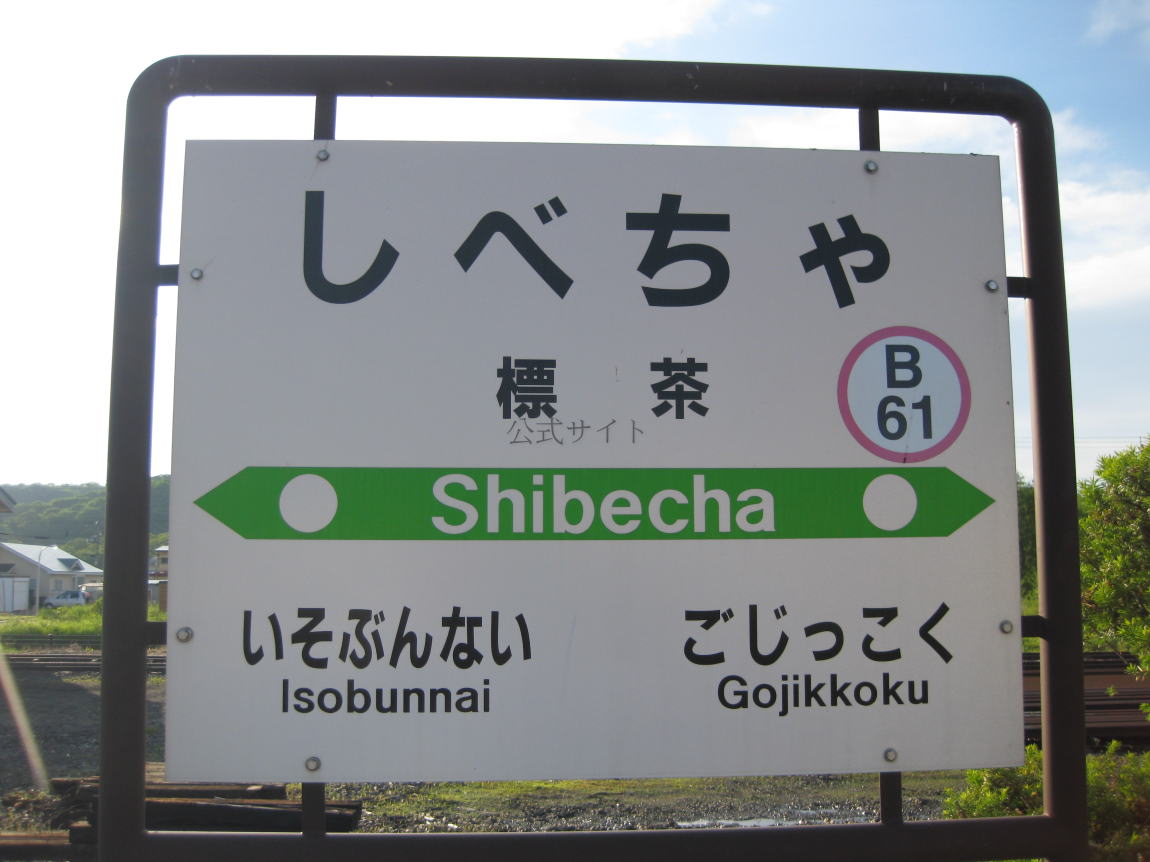 しべちゃ
標 茶
B
61
公式サイト
Shibecha
いそぶんない
Isobunnai
ごじっこく
Gojikkoku